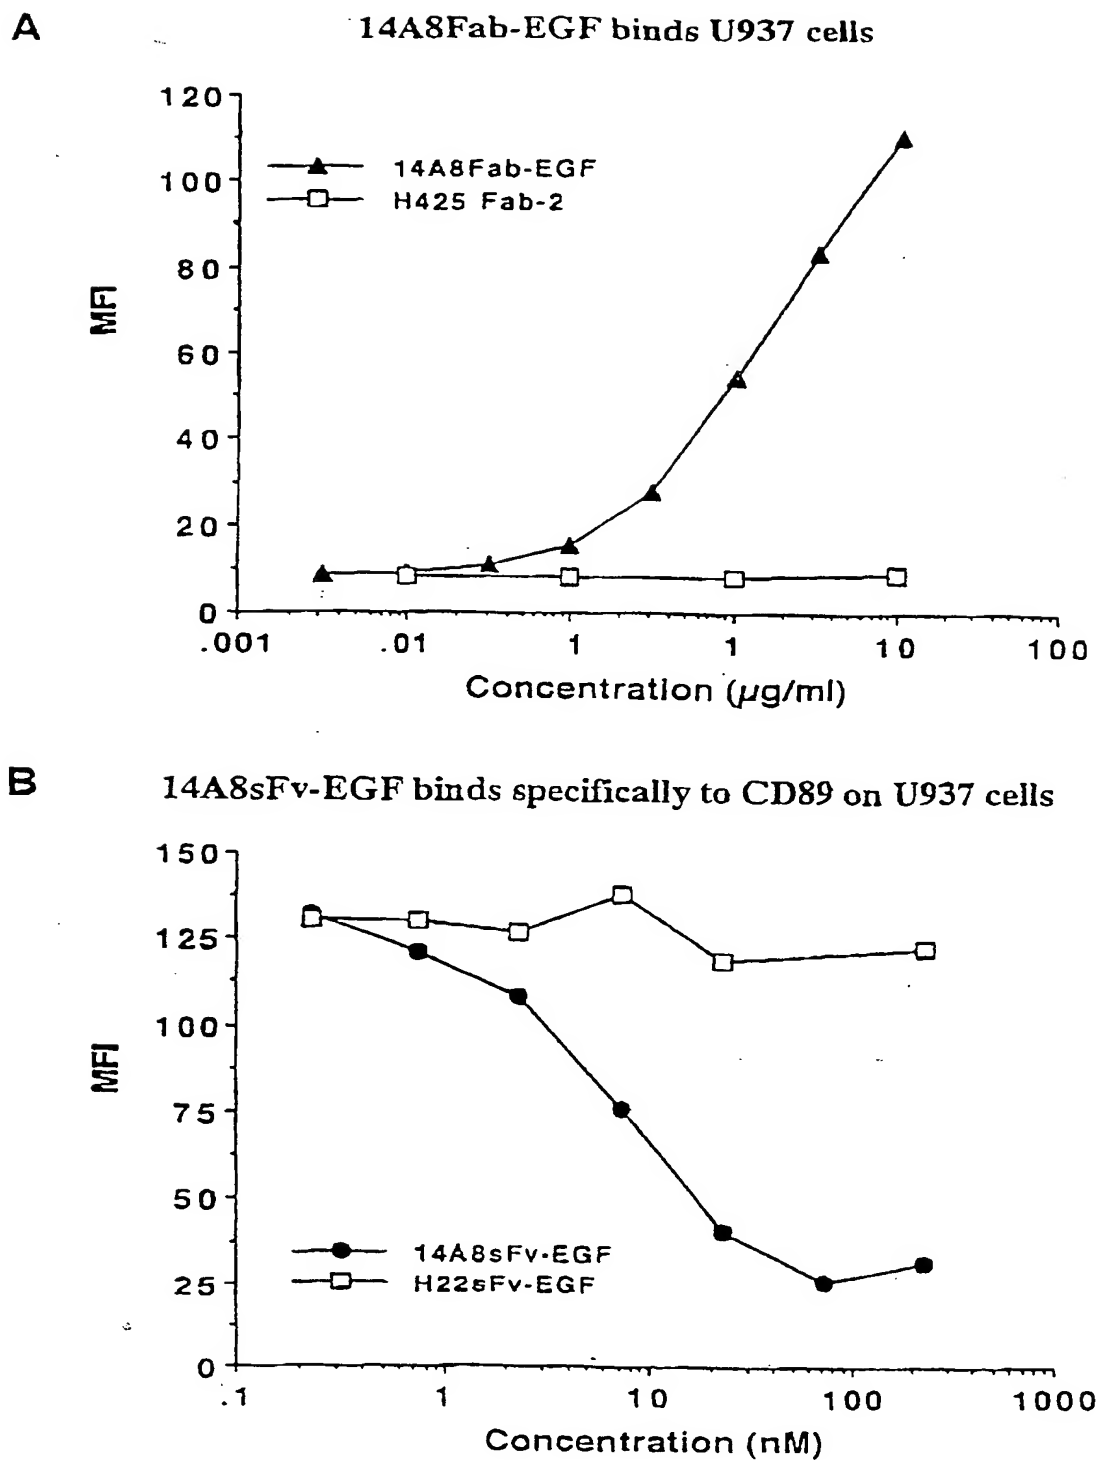 A
14A8Fab-EGF binds U937 cells
120
100
80
60
40
20
0
MFI
14A8Fab-EGF
H425 Fab-2
.001
.01
1
1
10
100
Concentration (µg/ml)
B
14A8sFv-EGF binds specifically to CD89 on U937 cells
150
125
100
75
50
25
0
MFI
14A8sFv-EGF
H22sFv-EGF
.1
1
10
100
1000
Concentration (nM)